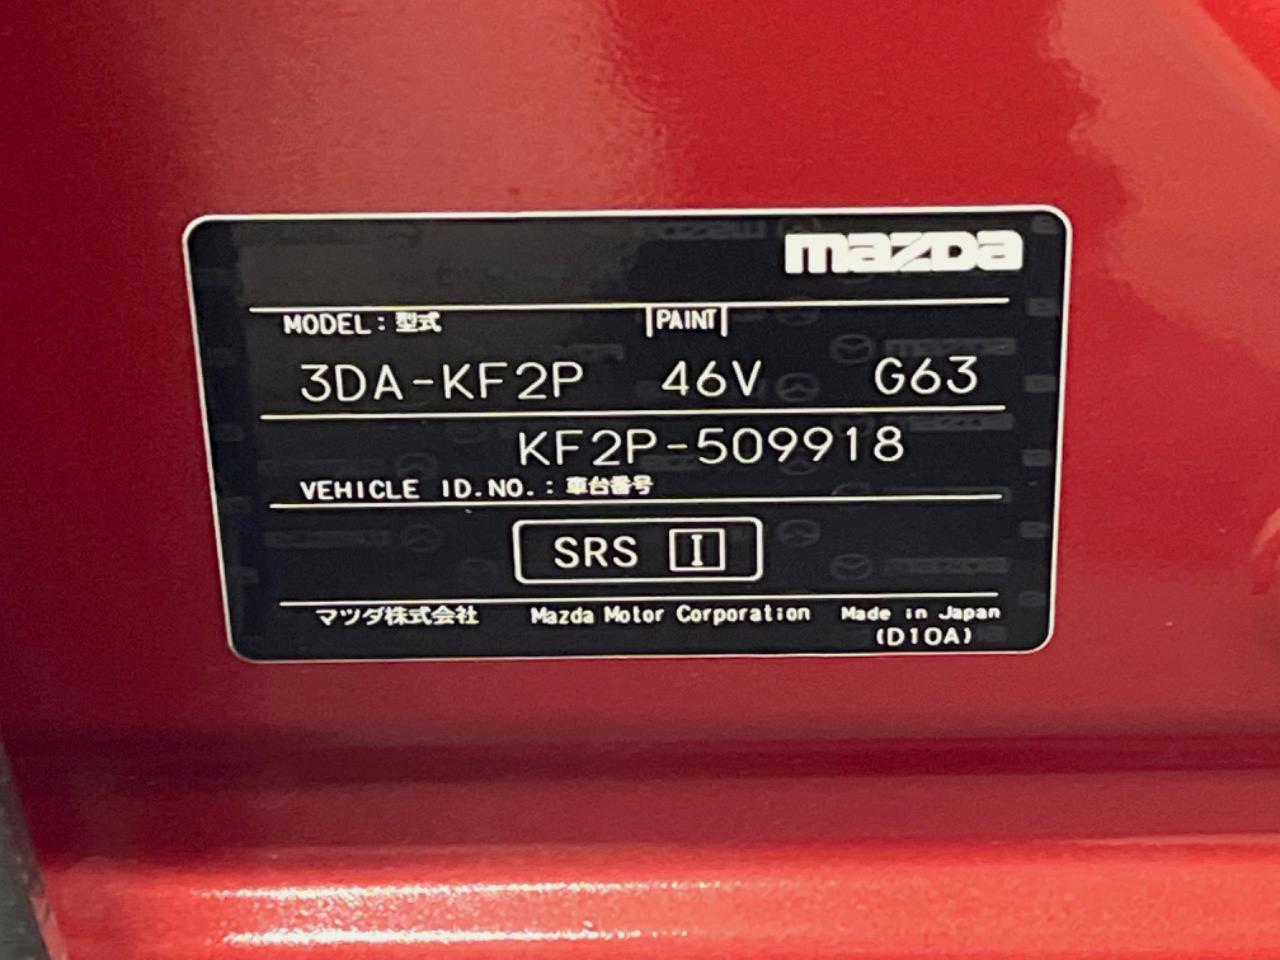 mazda
MODEL:型式 PAINT
3DA-KF2P 46V G63
KF2P-509918
VEHICLE ID.NO.:車台番号
SRS I
マツダ株式会社 Mazda Motor Corporation Made in Japan
(D10A)